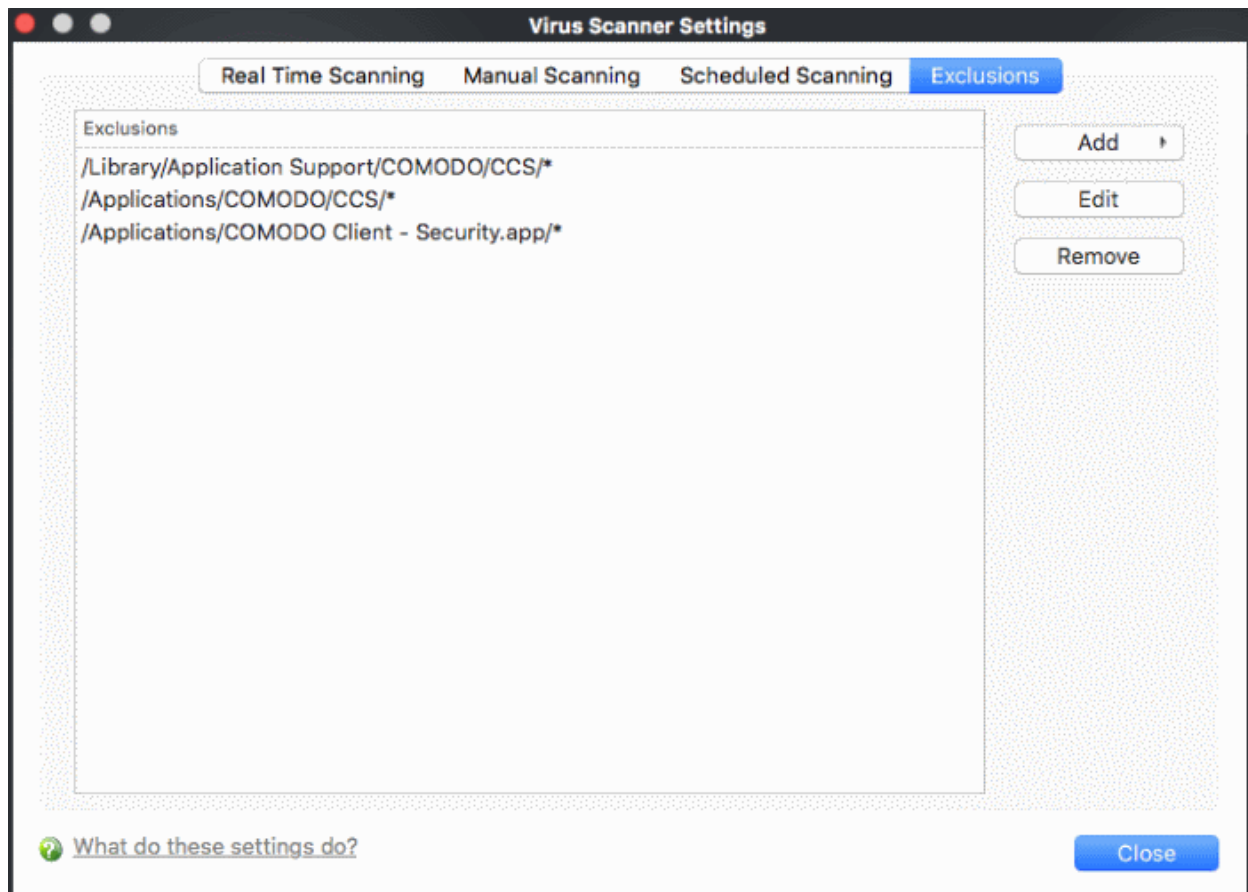 Virus Scanner Settings
Real Time Scanning Manual Scanning Scheduled Scanning Exclusions
Exclusions
/Library/Application Support/COMODO/CCS/*
/Applications/COMODO/CCS/*
/Applications/COMODO Client - Security.app/*
Add
Edit
Remove
What do these settings do?
Close